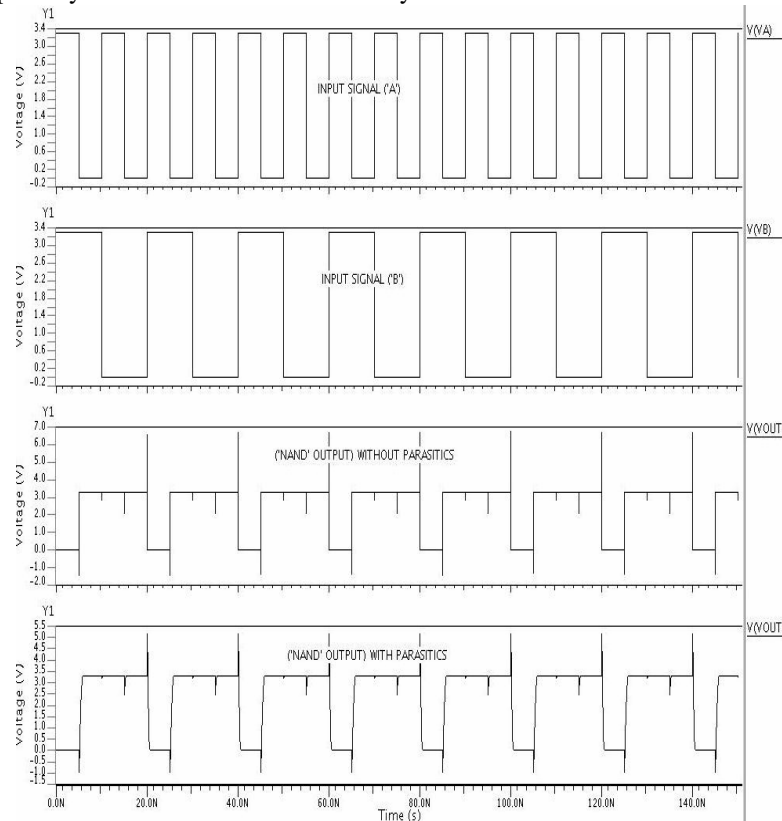 Y1
3.4
3.0
2.6
2.2
1.8
1.4
1.0
0.6
0.2
-0.2
Voltage (V)
INPUT SIGNAL ('A')
V(VA)
Y1
3.4
3.0
2.6
2.2
1.8
1.4
1.0
0.6
0.2
-0.2
Voltage (V)
INPUT SIGNAL ('B')
V(VB)
Y1
7.0
6.0
5.0
4.0
3.0
2.0
1.0
0.0
-1.0
-2.0
Voltage (V)
('NAND' OUTPUT) WITHOUT PARASITICS
V(VOUT
Y1
5.5
5.0
4.5
4.0
3.5
3.0
2.5
2.0
1.5
1.0
0.5
0.0
-0.5
-1.0
-1.5
Voltage (V)
('NAND' OUTPUT) WITH PARASITICS
V(VOUT
0.0N 20.0N 40.0N 60.0N 80.0N 100.0N 120.0N 140.0N
Time (s)